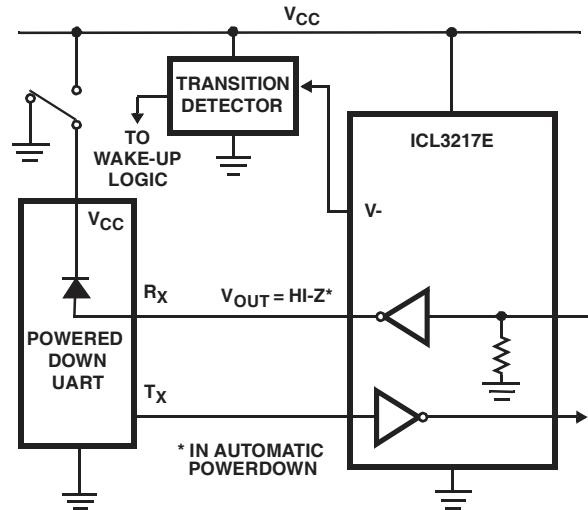 VCC
TRANSITION
DETECTOR
TO
WAKE-UP
LOGIC
ICL3217E
VCC
V-
RX
VOUT = HI-Z*
POWERED
DOWN
UART
TX
* IN AUTOMATIC
POWERDOWN